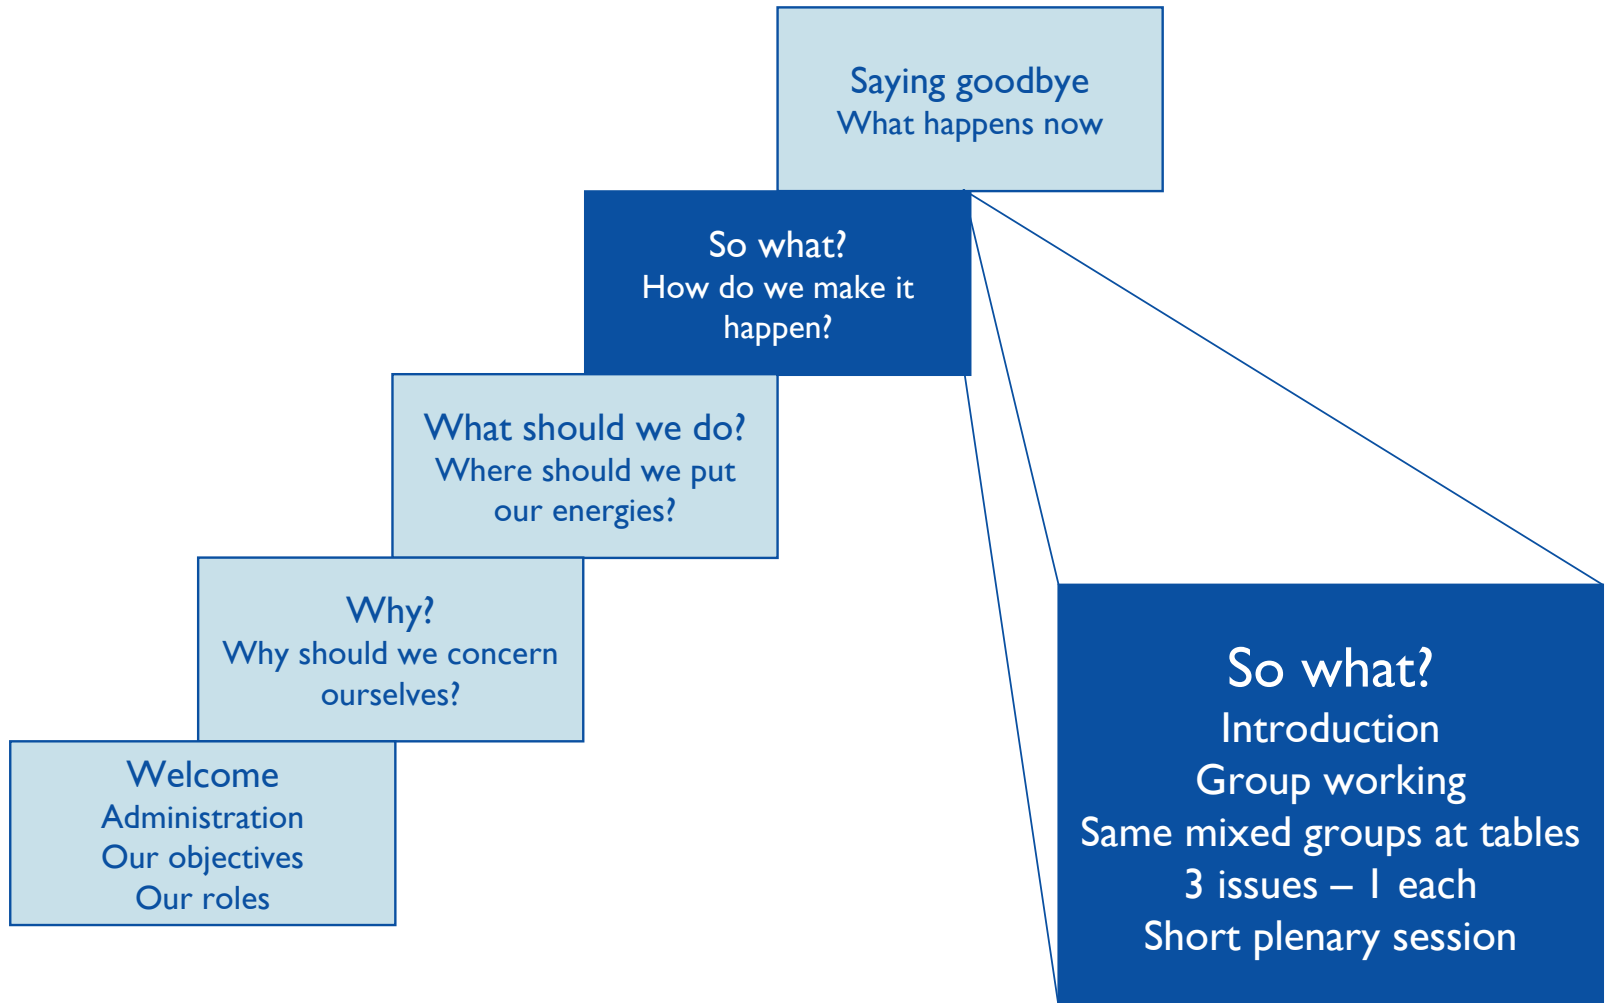 Saying goodbye
What happens now
So what?
How do we make it
happen?
What should we do?
Where should we put
our energies?
Why?
Why should we concern
ourselves?
Welcome
Administration
Our objectives
Our roles
So what?
Introduction
Group working
Same mixed groups at tables
3 issues – 1 each
Short plenary session